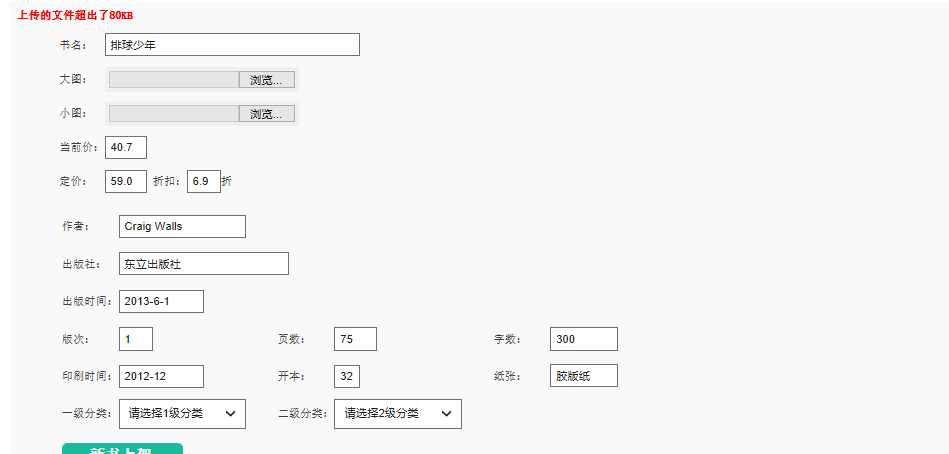 上传的文件超出了80KB
书名： 排球少年
大图： 浏览...
小图： 浏览...
当前价： 40.7
定价： 59.0 折扣： 6.9 折
作者： Craig Walls
出版社： 东立出版社
出版时间： 2013-6-1
版次： 1 页数： 75 字数： 300
印刷时间： 2012-12 开本： 32 纸张： 胶版纸
一级分类： 请选择1级分类 二级分类： 请选择2级分类
新书上架